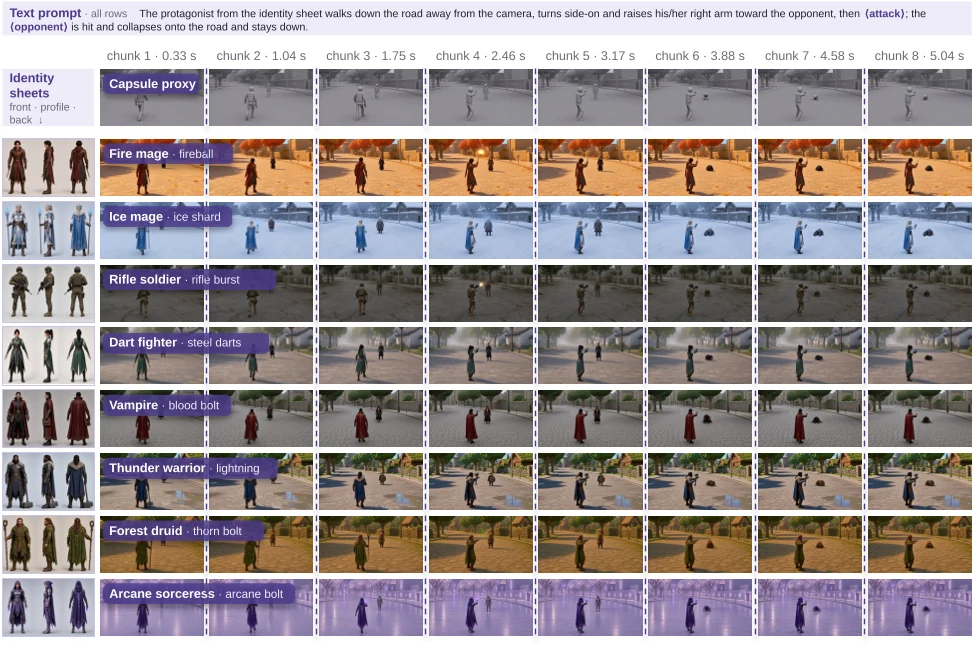 Text prompt · all rows The protagonist from the identity sheet walks down the road away from the camera, turns side-on and raises his/her right arm toward the opponent, then ⟨attack⟩; the
⟨opponent⟩ is hit and collapses onto the road and stays down.
chunk 1 · 0.33 s chunk 2 · 1.04 s chunk 3 · 1.75 s chunk 4 · 2.46 s chunk 5 · 3.17 s chunk 6 · 3.88 s chunk 7 · 4.58 s chunk 8 · 5.04 s
Identity
sheets
front · profile ·
back ↓
Capsule proxy
Fire mage · fireball
Ice mage · ice shard
Rifle soldier · rifle burst
Dart fighter · steel darts
Vampire · blood bolt
Thunder warrior · lightning
Forest druid · thorn bolt
Arcane sorceress · arcane bolt